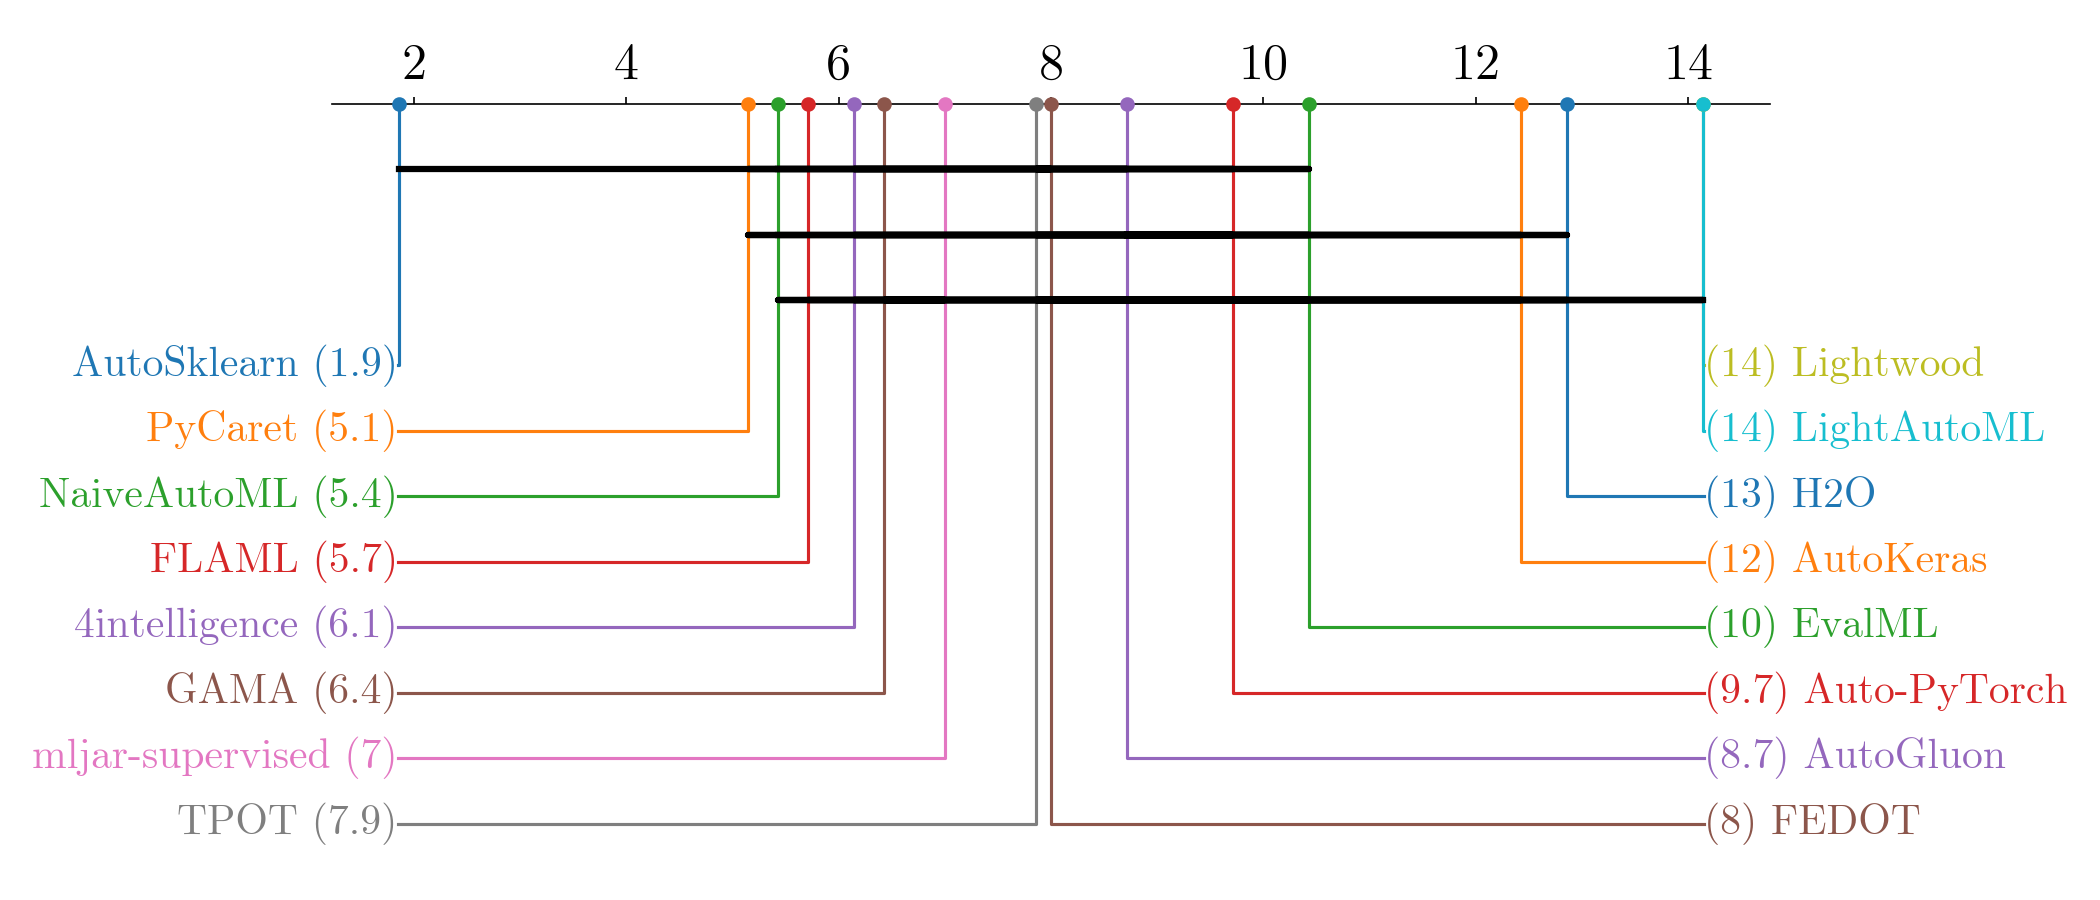 2 4 6 8 10 12 14
AutoSklearn (1.9)
PyCaret (5.1)
NaiveAutoML (5.4)
FLAML (5.7)
4intelligence (6.1)
GAMA (6.4)
mljar-supervised (7)
TPOT (7.9)
(14) Lightwood
(14) LightAutoML
(13) H2O
(12) AutoKeras
(10) EvalML
(9.7) Auto-PyTorch
(8.7) AutoGluon
(8) FEDOT